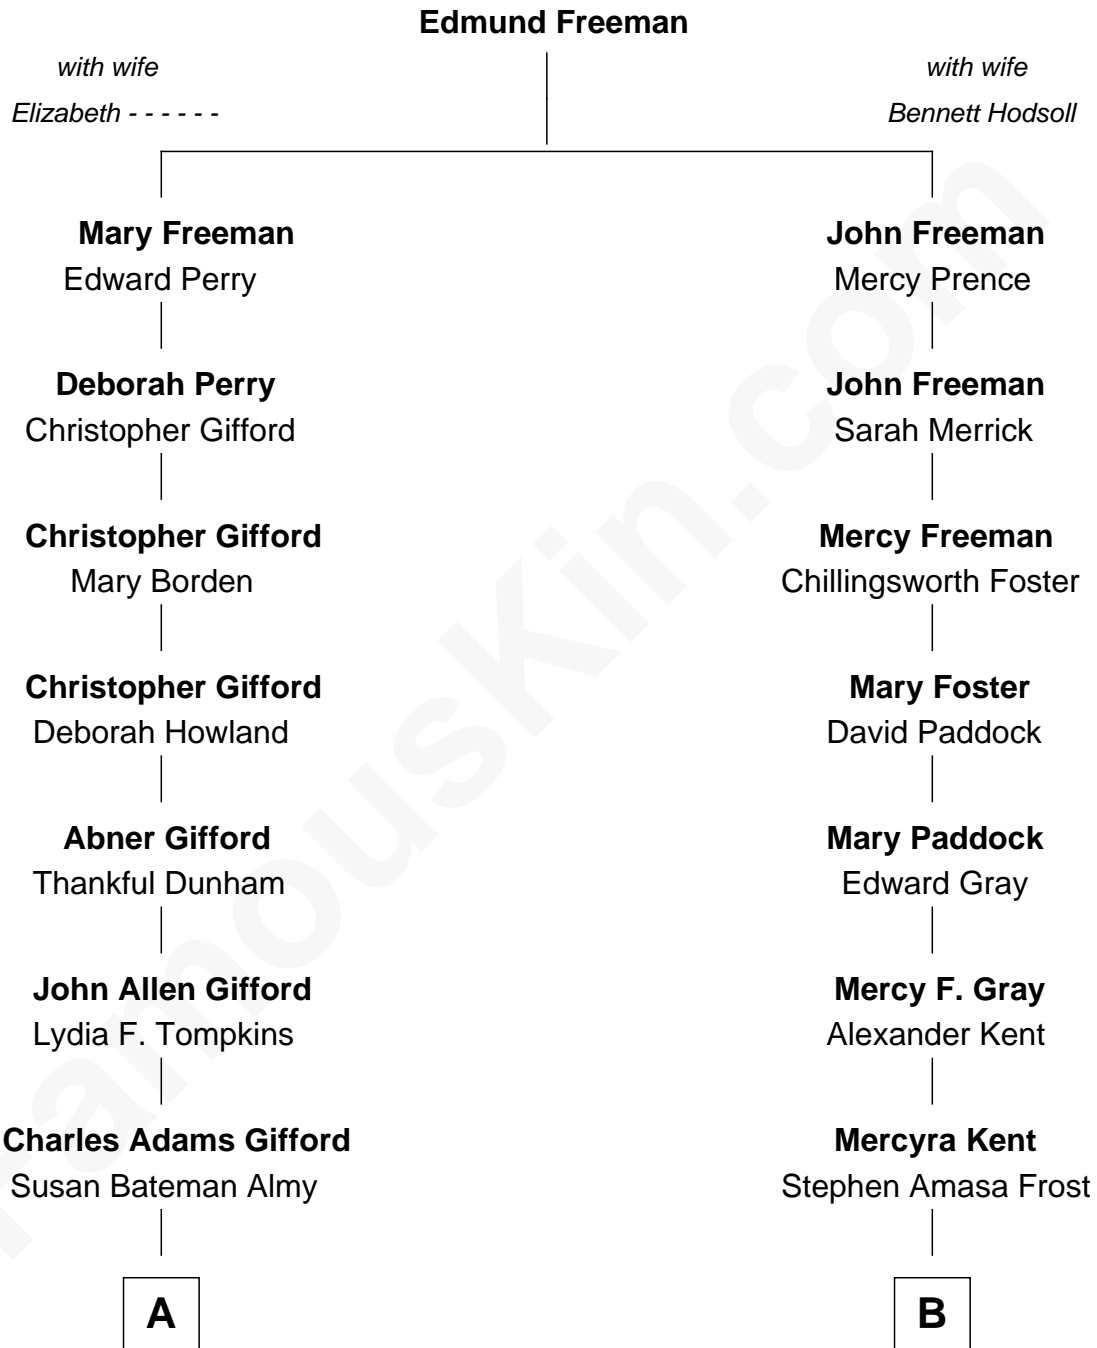 Edmund Freeman
with wife
Elizabeth - - - - - -
with wife
Bennett Hodsoll
Mary Freeman
Edward Perry
John Freeman
Mercy Prence
Deborah Perry
Christopher Gifford
John Freeman
Sarah Merrick
Christopher Gifford
Mary Borden
Mercy Freeman
Chillingsworth Foster
Christopher Gifford
Deborah Howland
Mary Foster
David Paddock
Abner Gifford
Thankful Dunham
Mary Paddock
Edward Gray
John Allen Gifford
Lydia F. Tompkins
Mercy F. Gray
Alexander Kent
Charles Adams Gifford
Susan Bateman Almy
Mercyra Kent
Stephen Amasa Frost
A
B
FamousKin.com